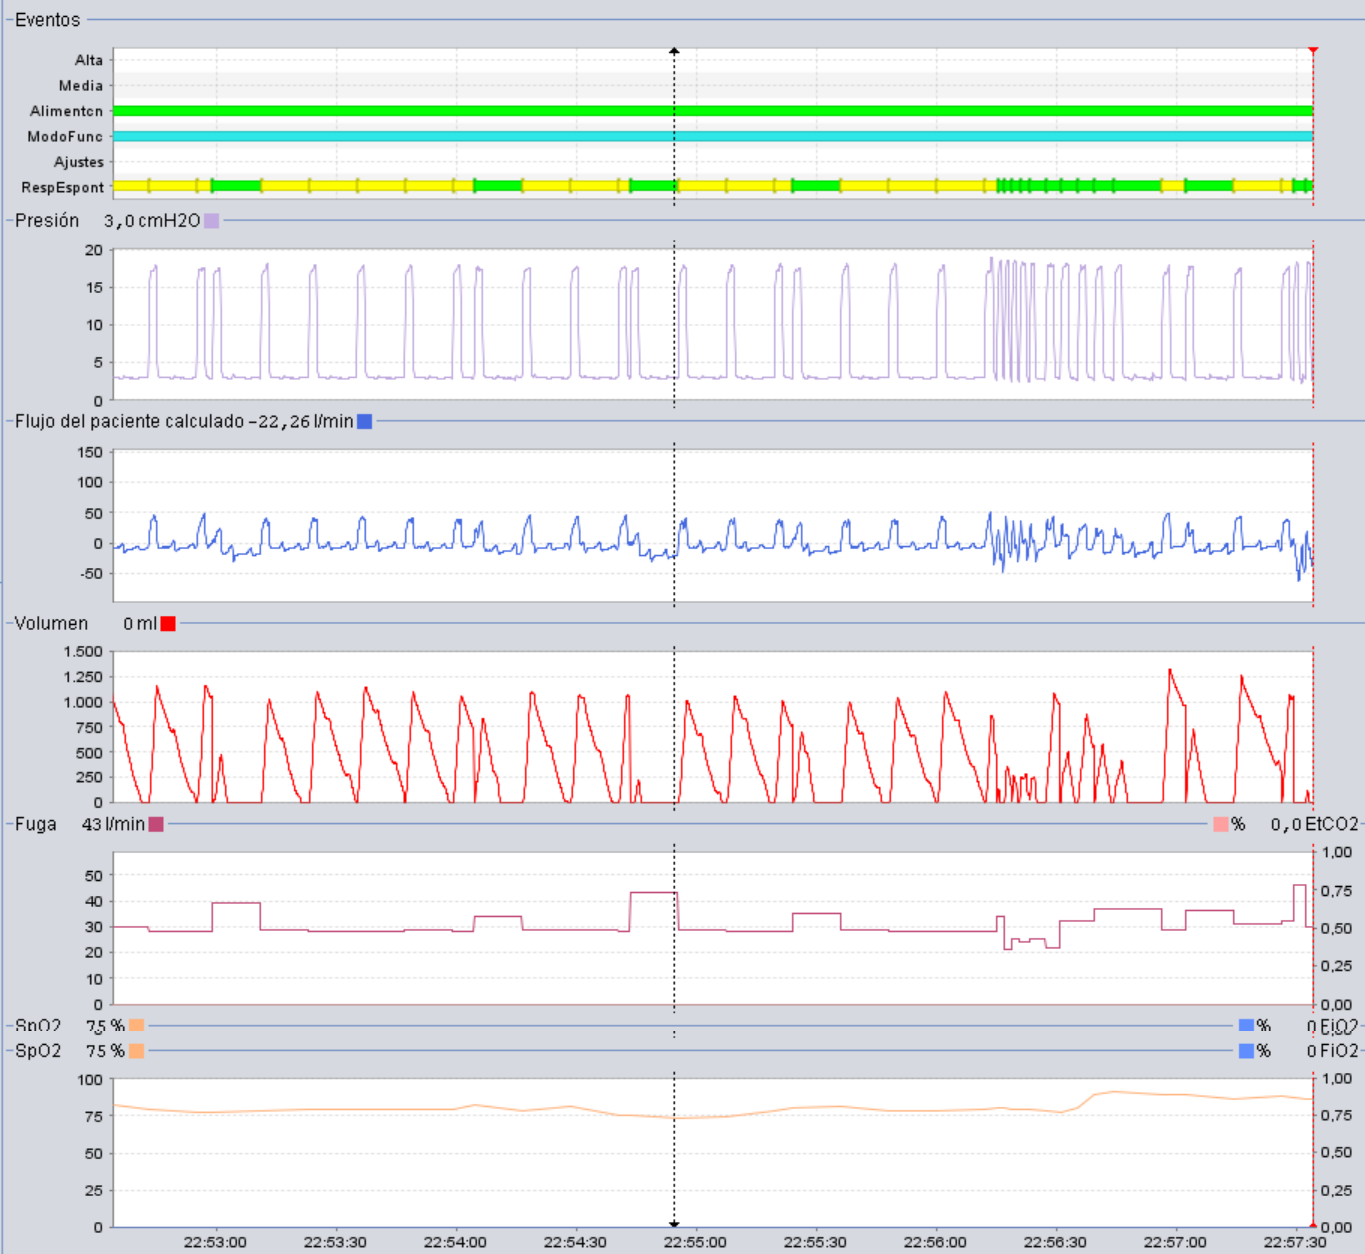 Eventos
Alta
Media
Alimentcn
ModoFunc
Ajustes
RespEspont
Presión 3,0 cmH2O
20
15
10
5
0
Flujo del paciente calculado -22,26 l/min
150
100
50
0
-50
Volumen 0 ml
1.500
1.250
1.000
750
500
250
0
Fuga 43 l/min % 0,0 EtCO2
1,00
50
40 0,75
30 0,50
20
10 0,25
0 0,00
SpO2 75 % % 0 FiO2
SpO2 75 % % 0 FiO2
100 1,00
75 0,75
50 0,50
25 0,25
0 0,00
22:53:00 22:53:30 22:54:00 22:54:30 22:55:00 22:55:30 22:56:00 22:56:30 22:57:00 22:57:30